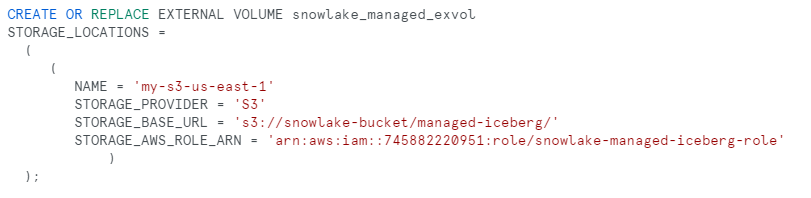 CREATE OR REPLACE EXTERNAL VOLUME snowlake_managed_exvol
STORAGE_LOCATIONS =
(
(
NAME = 'my-s3-us-east-1'
STORAGE_PROVIDER = 'S3'
STORAGE_BASE_URL = 's3://snowlake-bucket/managed-iceberg/'
STORAGE_AWS_ROLE_ARN = 'arn:aws:iam::745882220951:role/snowlake-managed-iceberg-role'
)
);